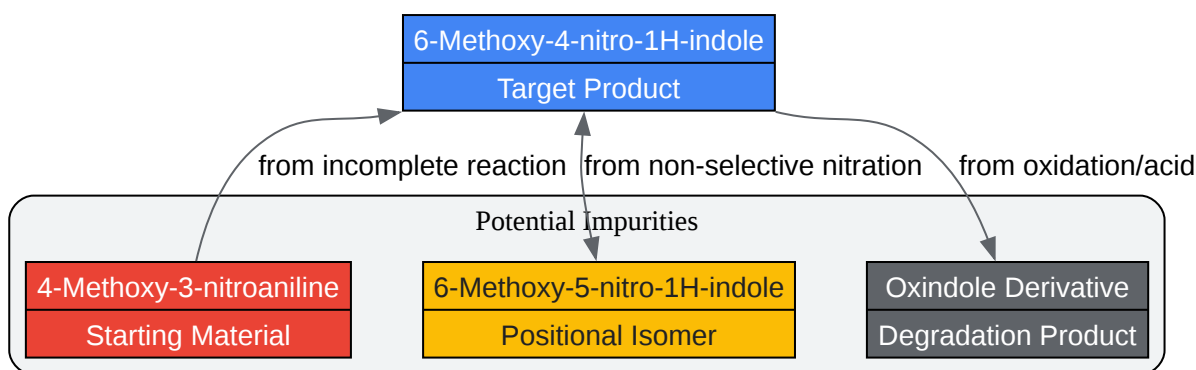 6-Methoxy-4-nitro-1H-indole
Target Product
from incomplete reaction
from non-selective nitration
from oxidation/acid
Potential Impurities
4-Methoxy-3-nitroaniline
Starting Material
6-Methoxy-5-nitro-1H-indole
Positional Isomer
Oxindole Derivative
Degradation Product